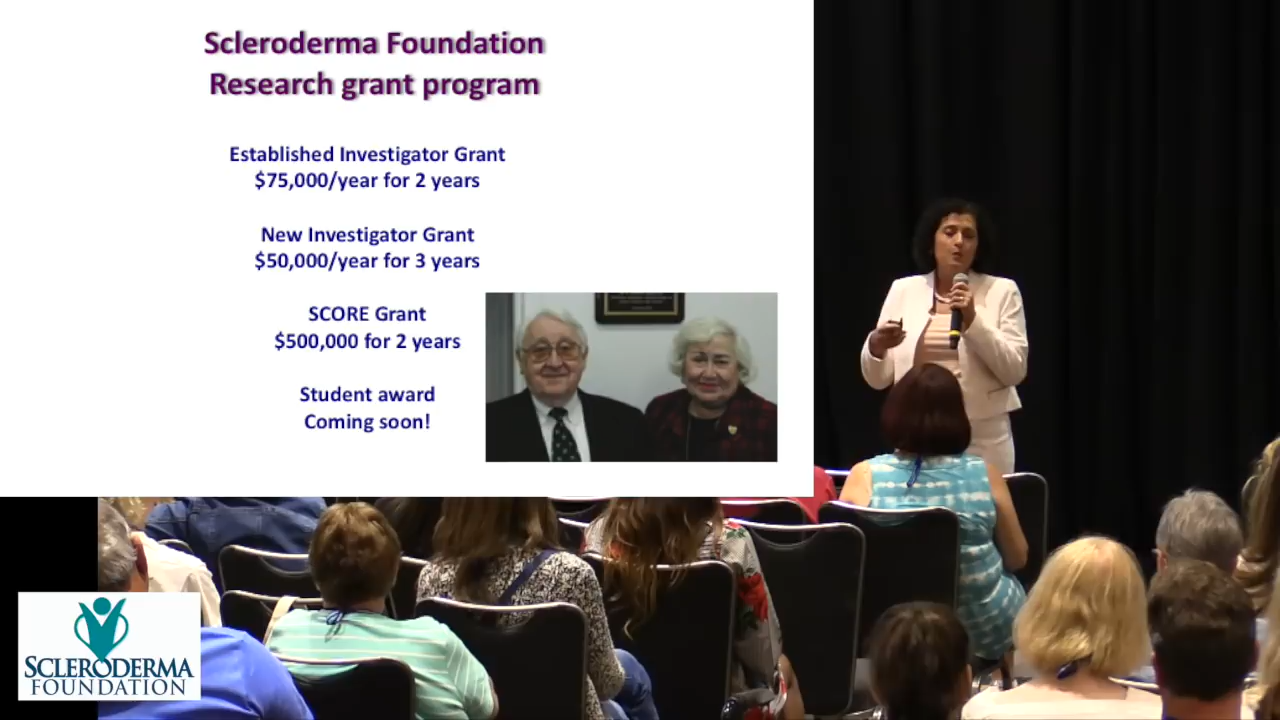 Scleroderma Foundation
Research grant program
Established Investigator Grant
$75,000/year for 2 years
New Investigator Grant
$50,000/year for 3 years
SCORE Grant
$500,000 for 2 years
Student award
Coming soon!
SCLERODERMA
FOUNDATION